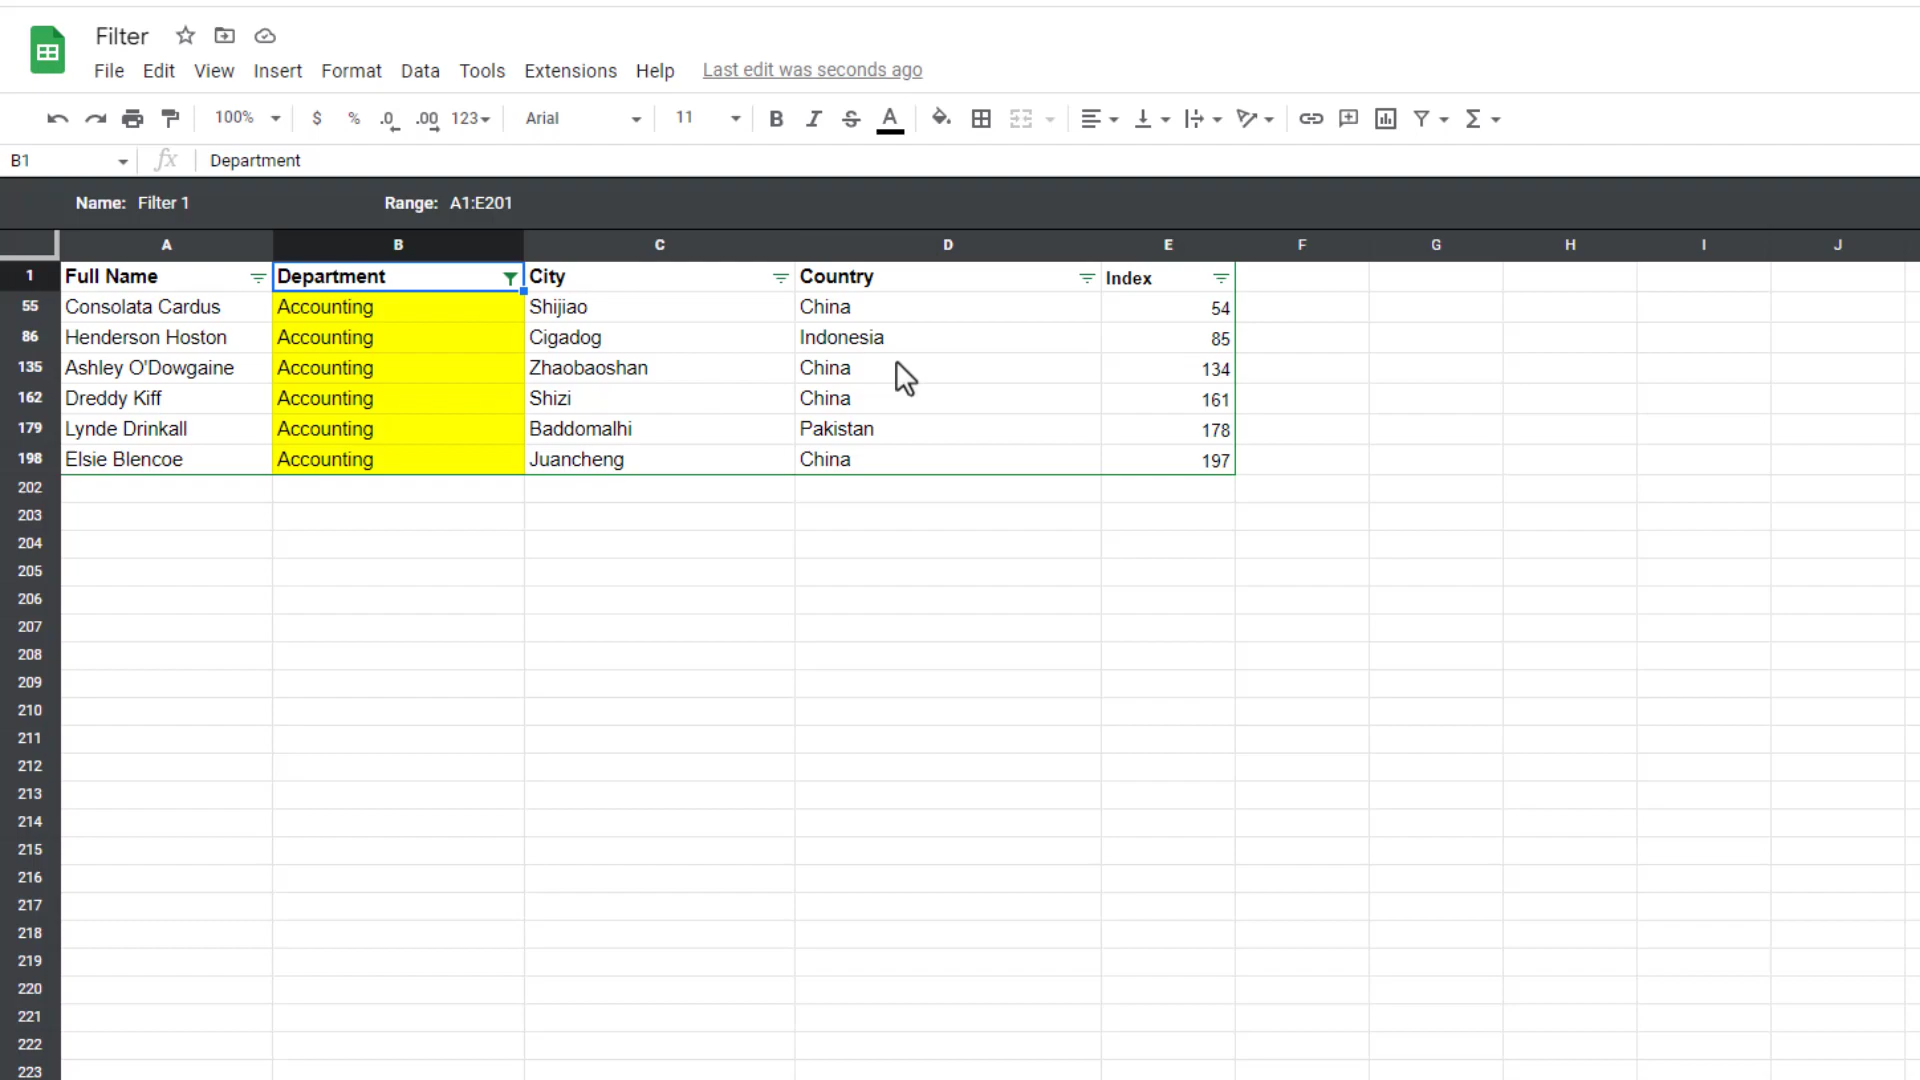 Filter
File Edit View Insert Format Data Tools Extensions Help Last edit was seconds ago
100% $ % .0 .00 123 Arial 11 B I S A Σ
B1 fx Department
Name: Filter 1 Range: A1:E201
A B C D E F G H I J
1 Full Name Department City Country Index
55 Consolata Cardus Accounting Shijiao China 54
86 Henderson Hoston Accounting Cigadog Indonesia 85
135 Ashley O'Dowgaine Accounting Zhaobaoshan China 134
162 Dreddy Kiff Accounting Shizi China 161
179 Lynde Drinkall Accounting Baddomalhi Pakistan 178
198 Elsie Blencoe Accounting Juancheng China 197
202
203
204
205
206
207
208
209
210
211
212
213
214
215
216
217
218
219
220
221
222
223